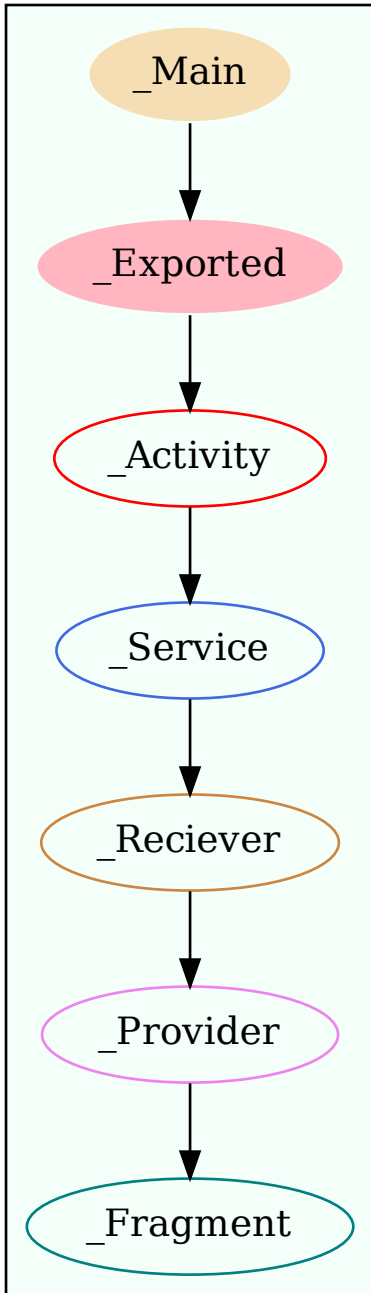 _Main
_Exported
_Activity
_Service
_Reciever
_Provider
_Fragment